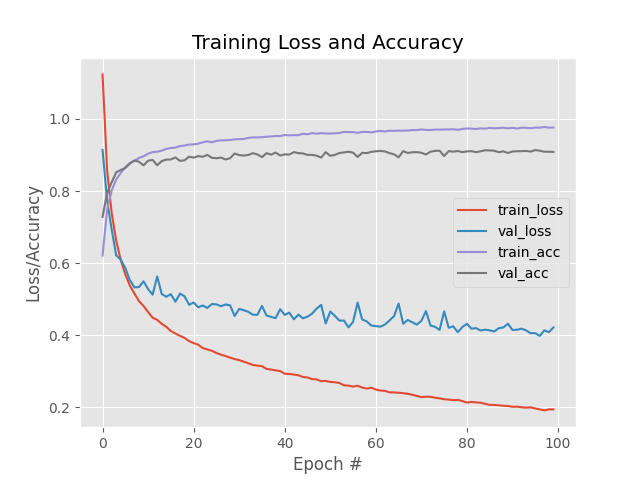 Training Loss and Accuracy
Loss/Accuracy
1.0
0.8
0.6
0.4
0.2
train_loss
val_loss
train_acc
val_acc
0 20 40 60 80 100
Epoch #